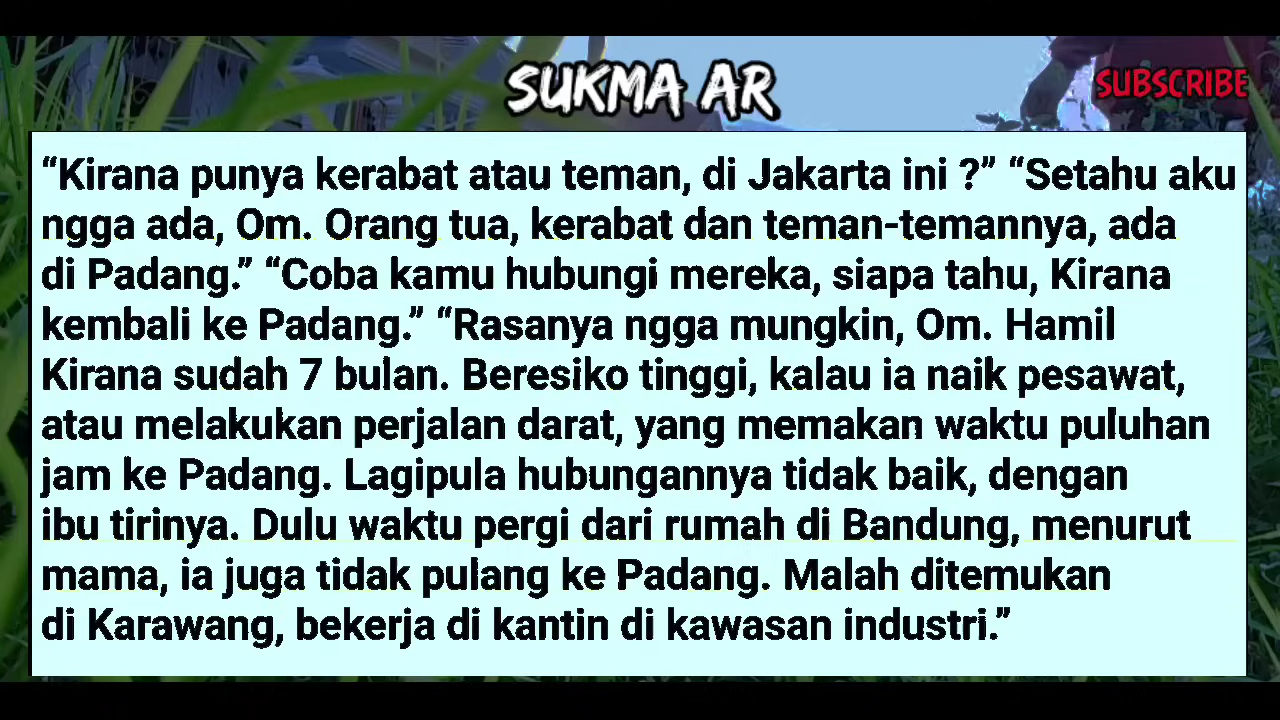 SUKMA AR
SUBSCRIBE
“Kirana punya kerabat atau teman, di Jakarta ini ?” “Setahu aku
ngga ada, Om. Orang tua, kerabat dan teman-temannya, ada
di Padang.” “Coba kamu hubungi mereka, siapa tahu, Kirana
kembali ke Padang.” “Rasanya ngga mungkin, Om. Hamil
Kirana sudah 7 bulan. Beresiko tinggi, kalau ia naik pesawat,
atau melakukan perjalan darat, yang memakan waktu puluhan
jam ke Padang. Lagipula hubungannya tidak baik, dengan
ibu tirinya. Dulu waktu pergi dari rumah di Bandung, menurut
mama, ia juga tidak pulang ke Padang. Malah ditemukan
di Karawang, bekerja di kantin di kawasan industri.”